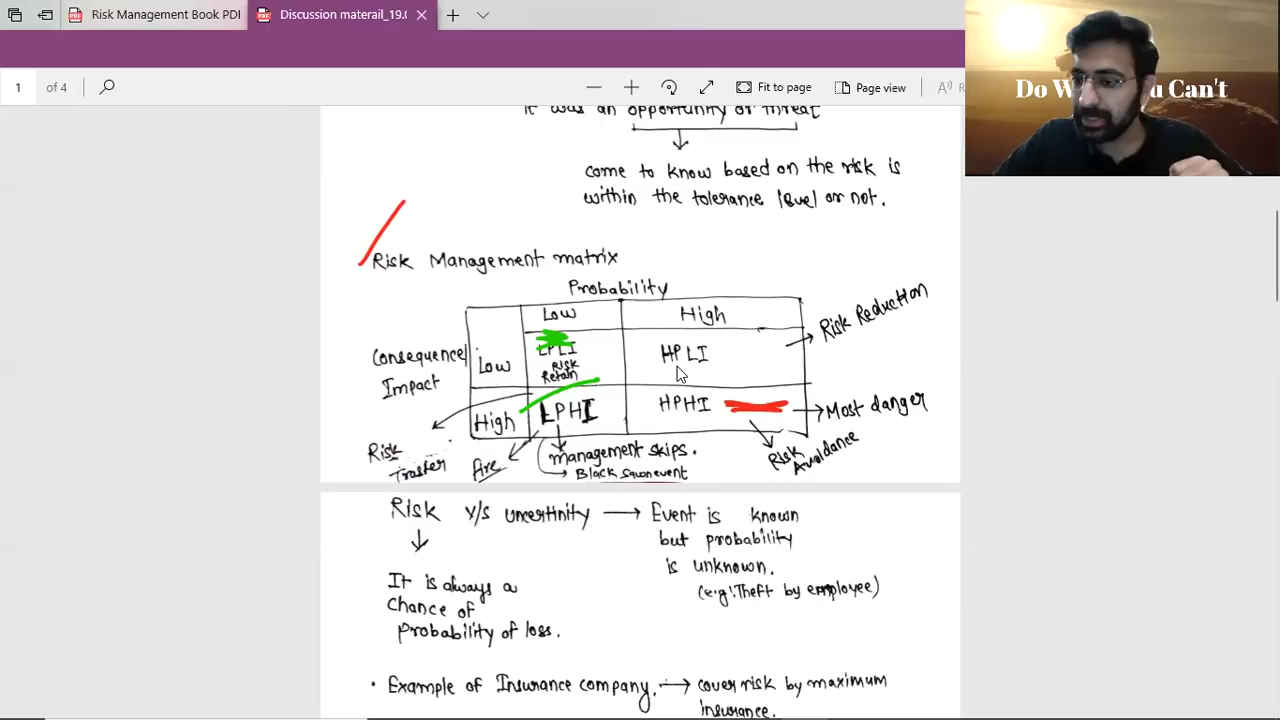 Risk Management Book PDI
Discussion materail_19.0
1 of 4
Fit to page
Page view
Do W u Can't
it was an opportunity or threat
come to know based on the risk is
within the tolerance level or not.
Risk Management matrix
Probability
Low High
Consequence/
Impact
Low
LPLI
Risk
Retain
HPLI
Risk Reduction
High
LPHI
HPHI
Most danger
Risk
Avoidance
Risk
Trasfer
Fire
management skips.
Black swan event
Risk v/s uncertinity
Event is known
but probability
is unknown.
(e.g: Theft by employee)
It is always a
chance of
probability of loss.
• Example of Insurance company.
cover risk by maximum
insurance.